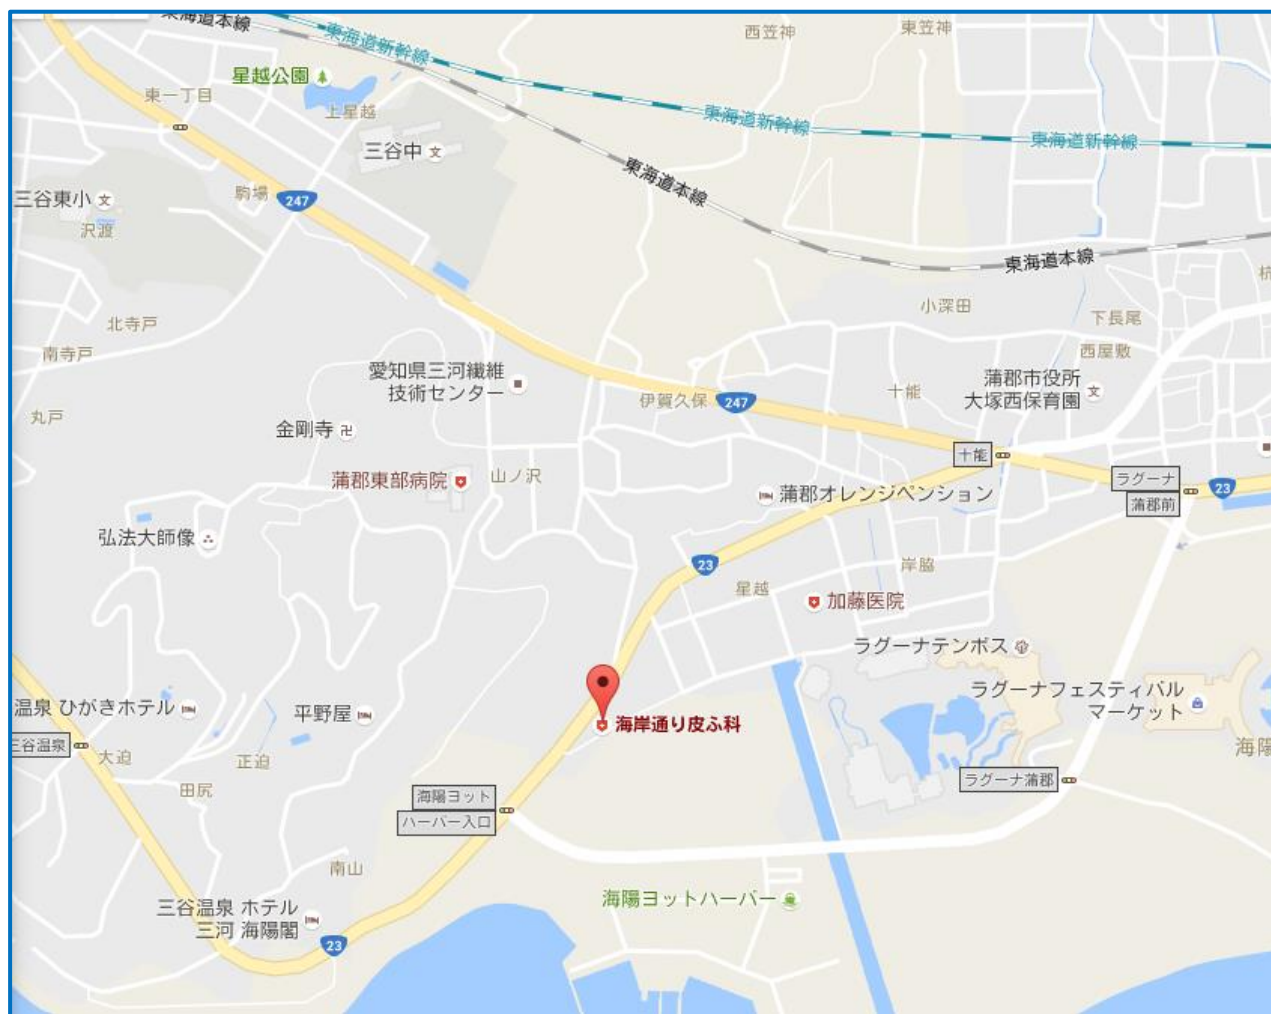 東海道本線
東海道新幹線
西笠神
東笠神
星越公園
東一丁目
上星越
東海道新幹線
東海道新幹線
三谷中
東海道本線
三谷東小
駒場
247
沢渡
東海道本線
杭
小深田
北寺戸
下長尾
南寺戸
西屋敷
愛知県三河繊維
技術センター
蒲郡市役所
大塚西保育園
十能
伊賀久保
247
丸戸
金剛寺
十能
蒲郡東部病院
山ノ沢
ラグーナ
蒲郡前
23
蒲郡オレンジペンション
弘法大師像
23
岸脇
星越
加藤医院
ラグーナテンボス
ラグーナフェスティバル
マーケット
温泉 ひがきホテル
平野屋
海岸通り皮ふ科
三谷温泉
大迫
正迫
海陽
田尻
ラグーナ蒲郡
海陽ヨット
ハーバー入口
南山
海陽ヨットハーバー
三谷温泉 ホテル
三河 海陽閣
23